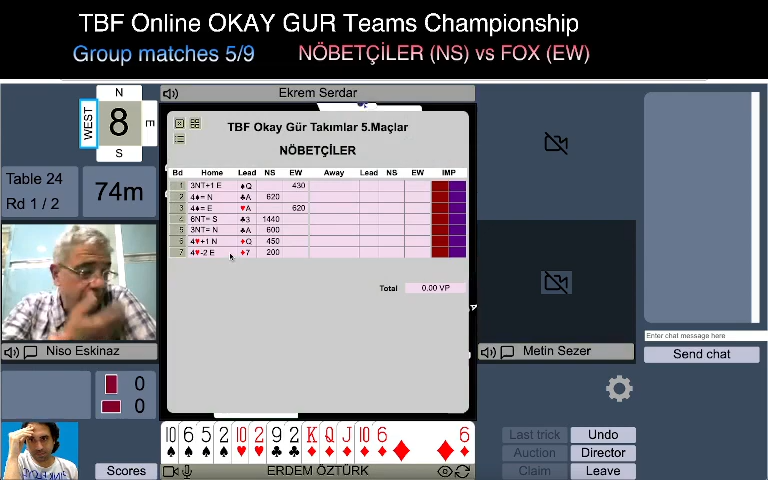 TBF Online OKAY GUR Teams Championship
Group matches 5/9 NÖBETÇİLER (NS) vs FOX (EW)
N
WEST 8
S
Table 24
Rd 1 / 2
74m
Ekrem Serdar
TBF Okay Gür Takımlar 5.Maçlar
NÖBETÇİLER
Bd Home Lead NS EW Away Lead NS EW IMP
1 3NT+1 E ♠Q 430
2 4♠= N ♣A 620
3 4♠= E ♥A 620
4 6NT= S ♣3 1440
5 3NT= N ♣A 600
6 4♥+1 N ♦Q 450
7 4♥-2 E ♦7 200
Total 0.00 VP
Niso Eskinaz
Metin Sezer
Enter chat message here
Send chat
0
0
10♠ 6♠ 5♠ 2♠ 10♥ 2♥ 9♣ 2♣ K♦ Q♦ J♦ 10♦ 6♦ 6♦
Scores
ERDEM ÖZTÜRK
Last trick Undo
Auction Director
Claim Leave